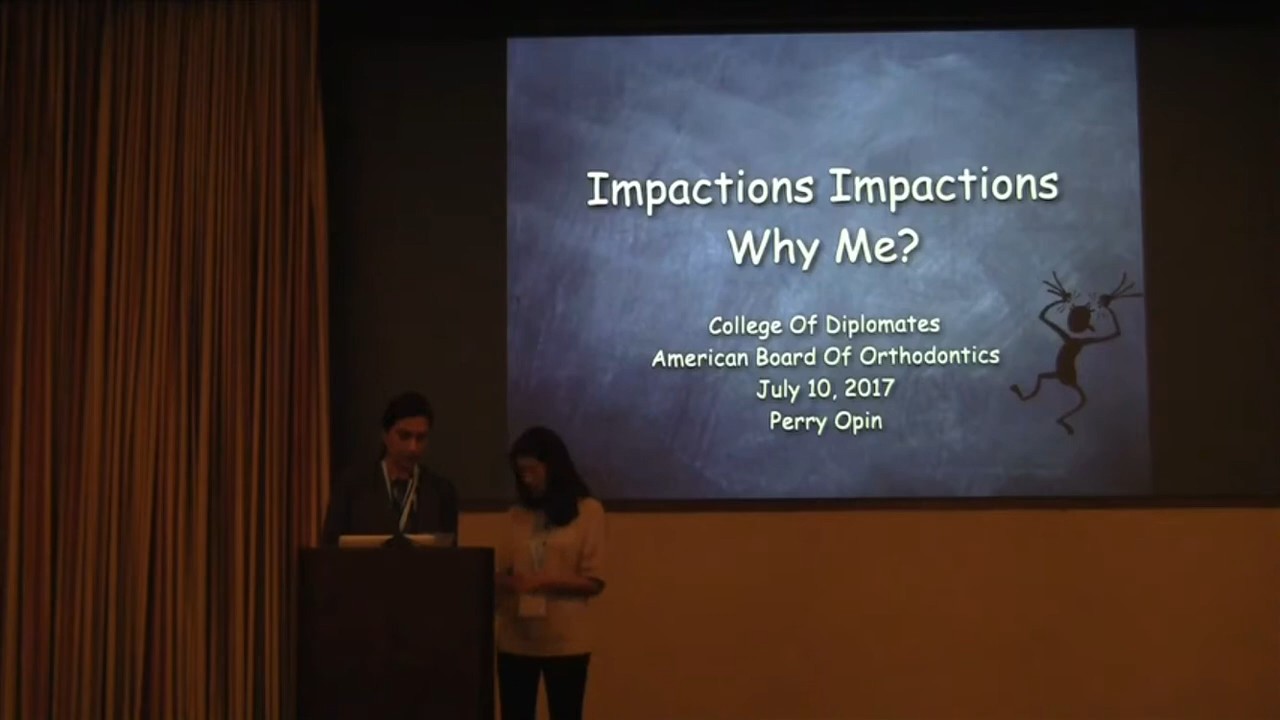 Impactions Impactions
Why Me?
College Of Diplomates
American Board Of Orthodontics
July 10, 2017
Perry Opin